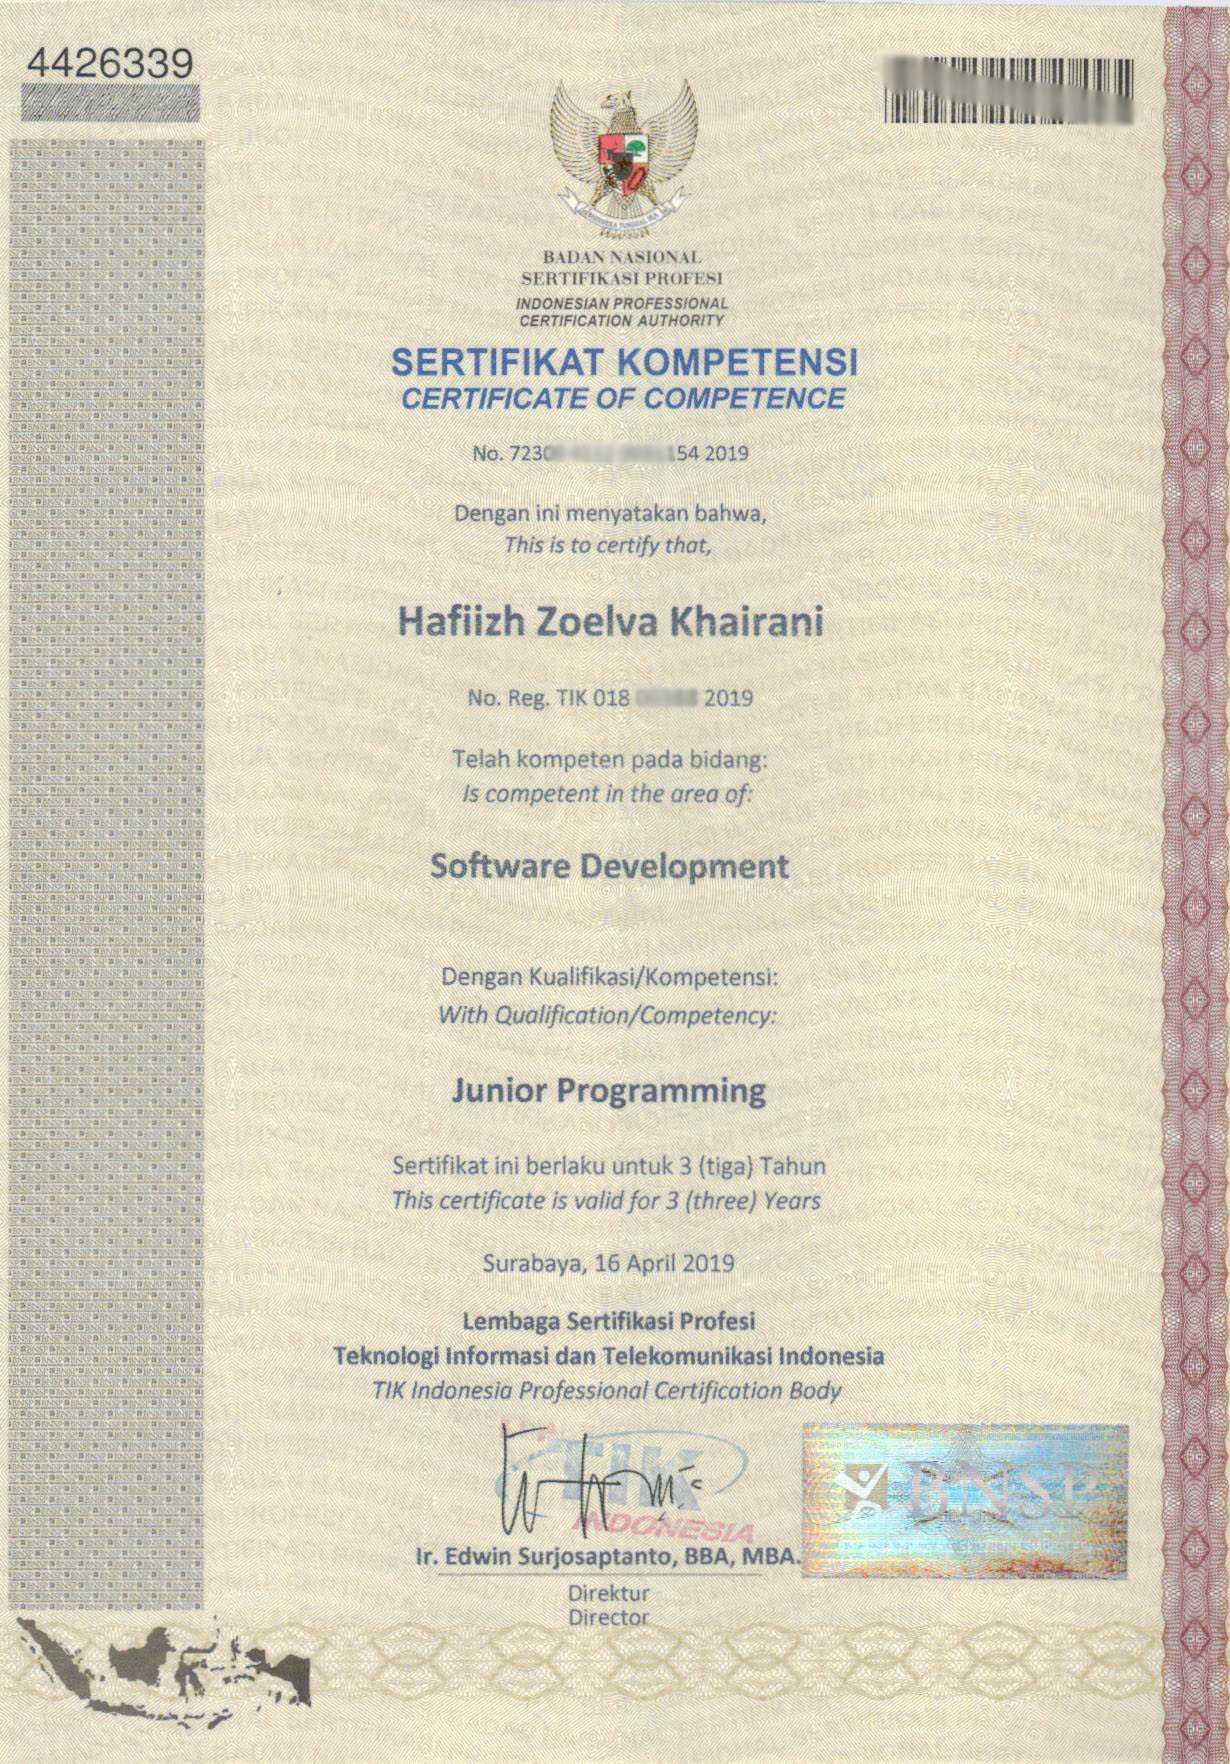 4426339
BADAN NASIONAL
SERTIFIKASI PROFESI
INDONESIAN PROFESSIONAL
CERTIFICATION AUTHORITY
SERTIFIKAT KOMPETENSI
CERTIFICATE OF COMPETENCE
No. 723 154 2019
Dengan ini menyatakan bahwa,
This is to certify that,
Hafiizh Zoelva Khairani
No. Reg. TIK 018 2019
Telah kompeten pada bidang:
Is competent in the area of:
Software Development
Dengan Kualifikasi/Kompetensi:
With Qualification/Competency:
Junior Programming
Sertifikat ini berlaku untuk 3 (tiga) Tahun
This certificate is valid for 3 (three) Years
Surabaya, 16 April 2019
Lembaga Sertifikasi Profesi
Teknologi Informasi dan Telekomunikasi Indonesia
TIK Indonesia Professional Certification Body
TIK
INDONESIA
BNSP
Ir. Edwin Surjosaptanto, BBA, MBA.
Direktur
Director